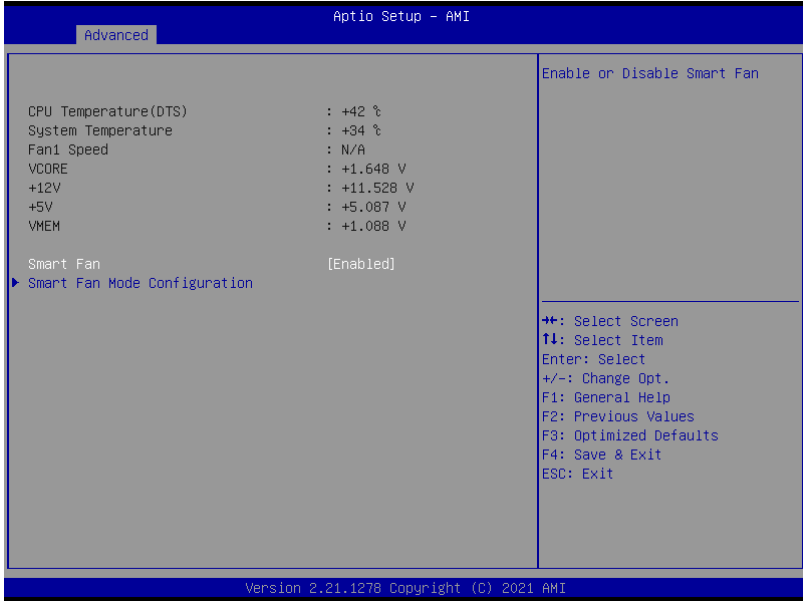 Aptio Setup – AMI
Advanced
Enable or Disable Smart Fan
CPU Temperature(DTS) : +42 ℃
System Temperature : +34 ℃
Fan1 Speed : N/A
VCORE : +1.648 V
+12V : +11.528 V
+5V : +5.087 V
VMEM : +1.088 V
Smart Fan [Enabled]
Smart Fan Mode Configuration
→←: Select Screen
↑↓: Select Item
Enter: Select
+/-: Change Opt.
F1: General Help
F2: Previous Values
F3: Optimized Defaults
F4: Save & Exit
ESC: Exit
Version 2.21.1278 Copyright (C) 2021 AMI